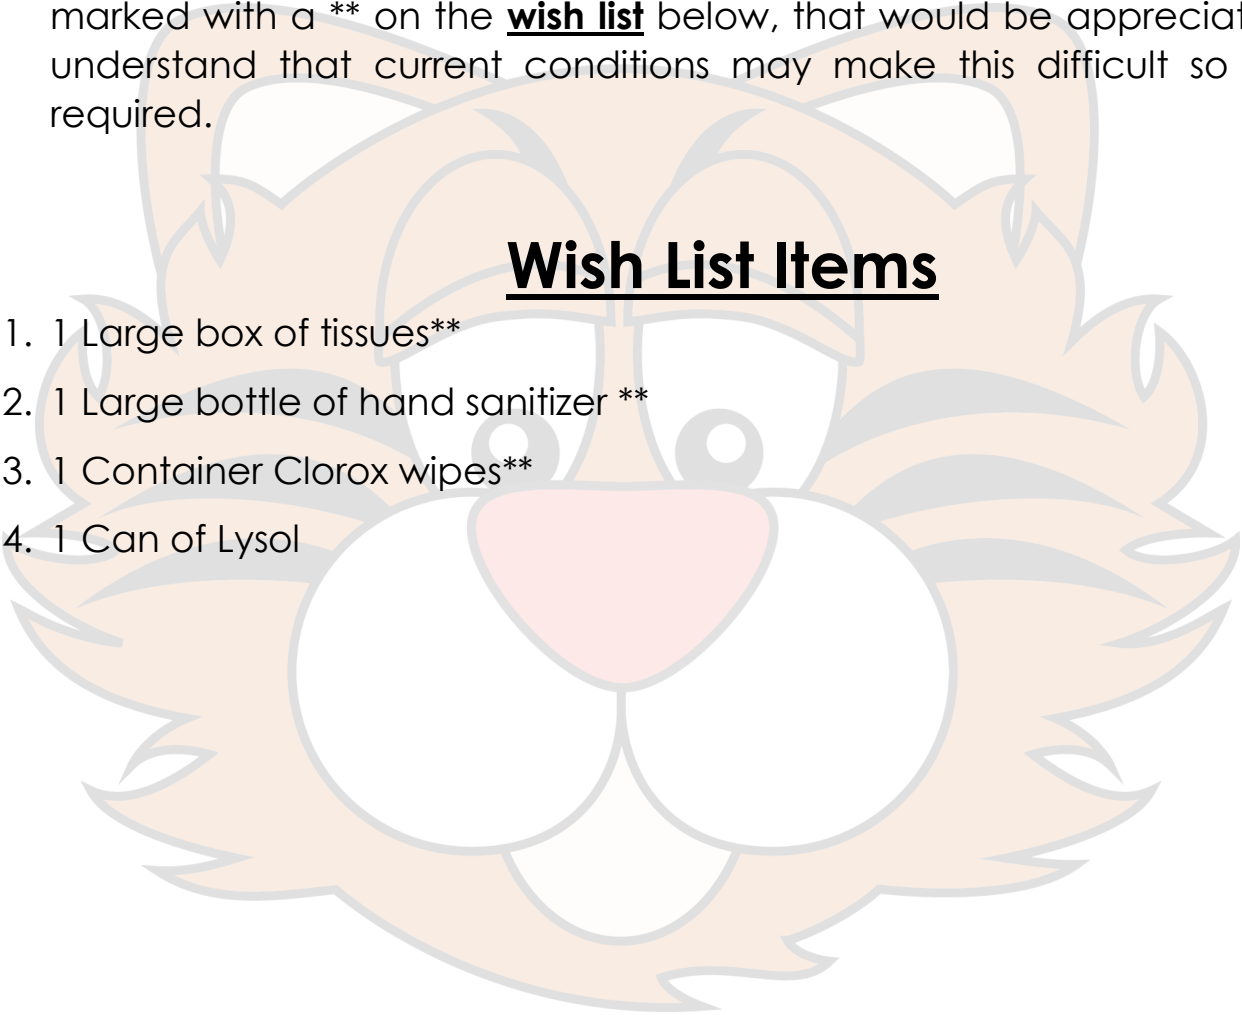 marked with a ** on the wish list below, that would be
understand that current conditions may make this difficult so
required.
Wish List Items
1. 1 Large box of tissues**
2. 1 Large bottle of hand sanitizer **
3. 1 Container Clorox wipes**
4. 1 Can of Lysol